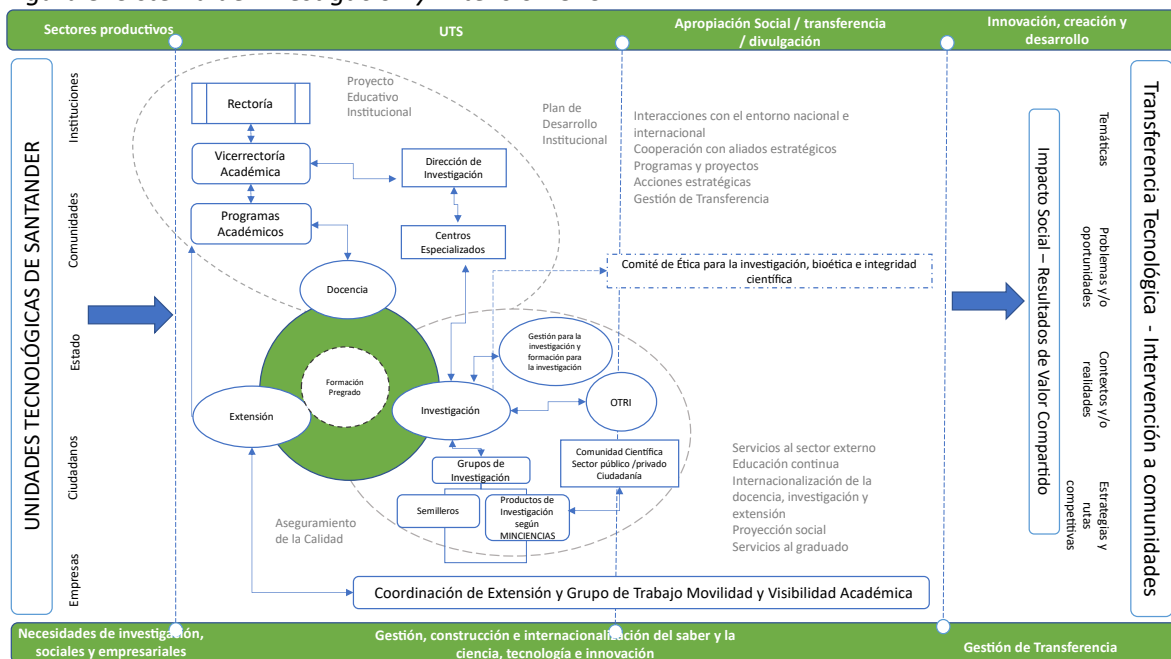 Sectores productivos
UTS
Apropiación Social / transferencia
/ divulgación
Innovación, creación y
desarrollo
UNIDADES TECNOLÓGICAS DE SANTANDER
Instituciones
Comunidades
Estado
Ciudadanos
Empresas
Rectoría
Vicerrectoría
Académica
Programas
Académicos
Proyecto
Educativo
Institucional
Plan de
Desarrollo
Institucional
Dirección de
Investigación
Centros
Especializados
Docencia
Formación
Pregrado
Extensión
Investigación
Gestión para la
investigación y
formación para
la investigación
OTRI
Grupos de
Investigación
Semilleros
Productos de
Investigación
según
MINCIENCIAS
Comunidad Científica
Sector público /privado
Ciudadanía
Aseguramiento
de la Calidad
Interacciones con el entorno nacional e
internacional
Cooperación con aliados estratégicos
Programas y proyectos
Acciones estratégicas
Gestión de Transferencia
Comité de Ética para la investigación, bioética e integridad
científica
Servicios al sector externo
Educación continua
Internacionalización de la
docencia, investigación y
extensión
Proyección social
Servicios al graduado
Coordinación de Extensión y Grupo de Trabajo Movilidad y Visibilidad Académica
Impacto Social – Resultados de Valor Compartido
Temáticas
Problemas y/o
oportunidades
Contextos y/o
realidades
Estrategias y
rutas
competitivas
Transferencia Tecnológica - Intervención a comunidades
Necesidades de investigación,
sociales y empresariales
Gestión, construcción e internacionalización del saber y la
ciencia, tecnología e innovación
Gestión de Transferencia